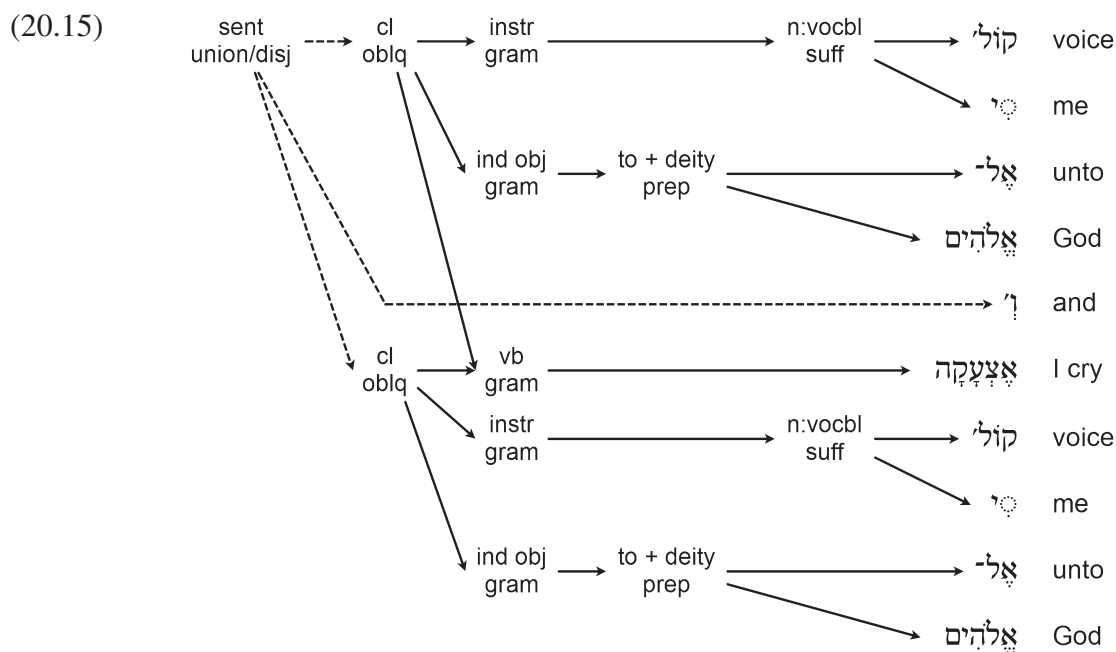 (20.15)
sent cl instr n:vocbl קוֹל׳ voice
union/disj oblq gram suff
ִי me
ind obj to + deity אֶל־ unto
gram prep
אֱלֹהִים God
וְ׳ and
cl vb אֶצְעָקָה I cry
oblq gram
instr n:vocbl קוֹל׳ voice
gram suff
ִי me
ind obj to + deity אֶל־ unto
gram prep
אֱלֹהִים God